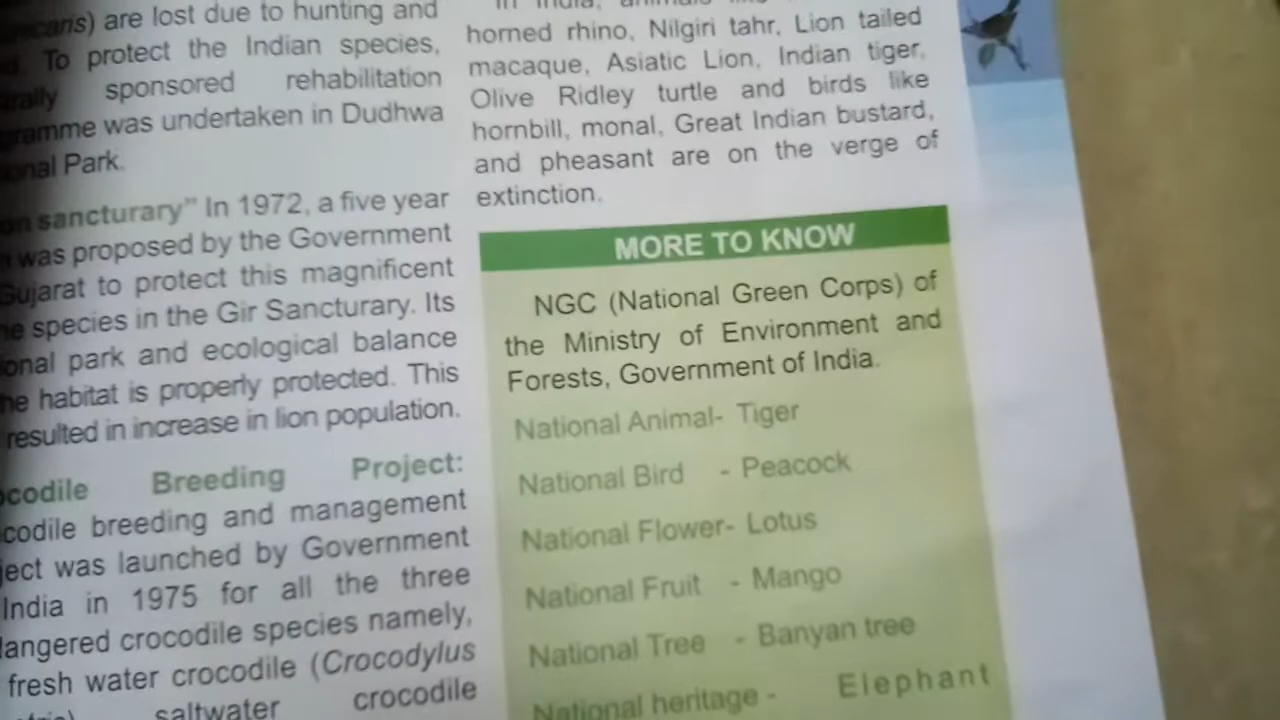 are lost due to hunting and
To protect the Indian species,
sponsored rehabilitation
was undertaken in Dudhwa
Park.
sancturary" In 1972, a five year
was proposed by the Government
Gujarat to protect this magnificent
species in the Gir Sancturary. Its
park and ecological balance
habitat is properly protected. This
resulted in increase in lion population.
Breeding Project:
breeding and management
was launched by Government
India in 1975 for all the three
crocodile species namely,
fresh water crocodile (Crocodylus
saltwater crocodile
In India, animals
horned rhino, Nilgiri tahr, Lion tailed
macaque, Asiatic Lion, Indian tiger,
Olive Ridley turtle and birds like
hornbill, monal, Great Indian bustard,
and pheasant are on the verge of
extinction.
MORE TO KNOW
NGC (National Green Corps) of
the Ministry of Environment and
Forests, Government of India.
National Animal- Tiger
National Bird - Peacock
National Flower- Lotus
National Fruit - Mango
National Tree - Banyan tree
National heritage - Elephant